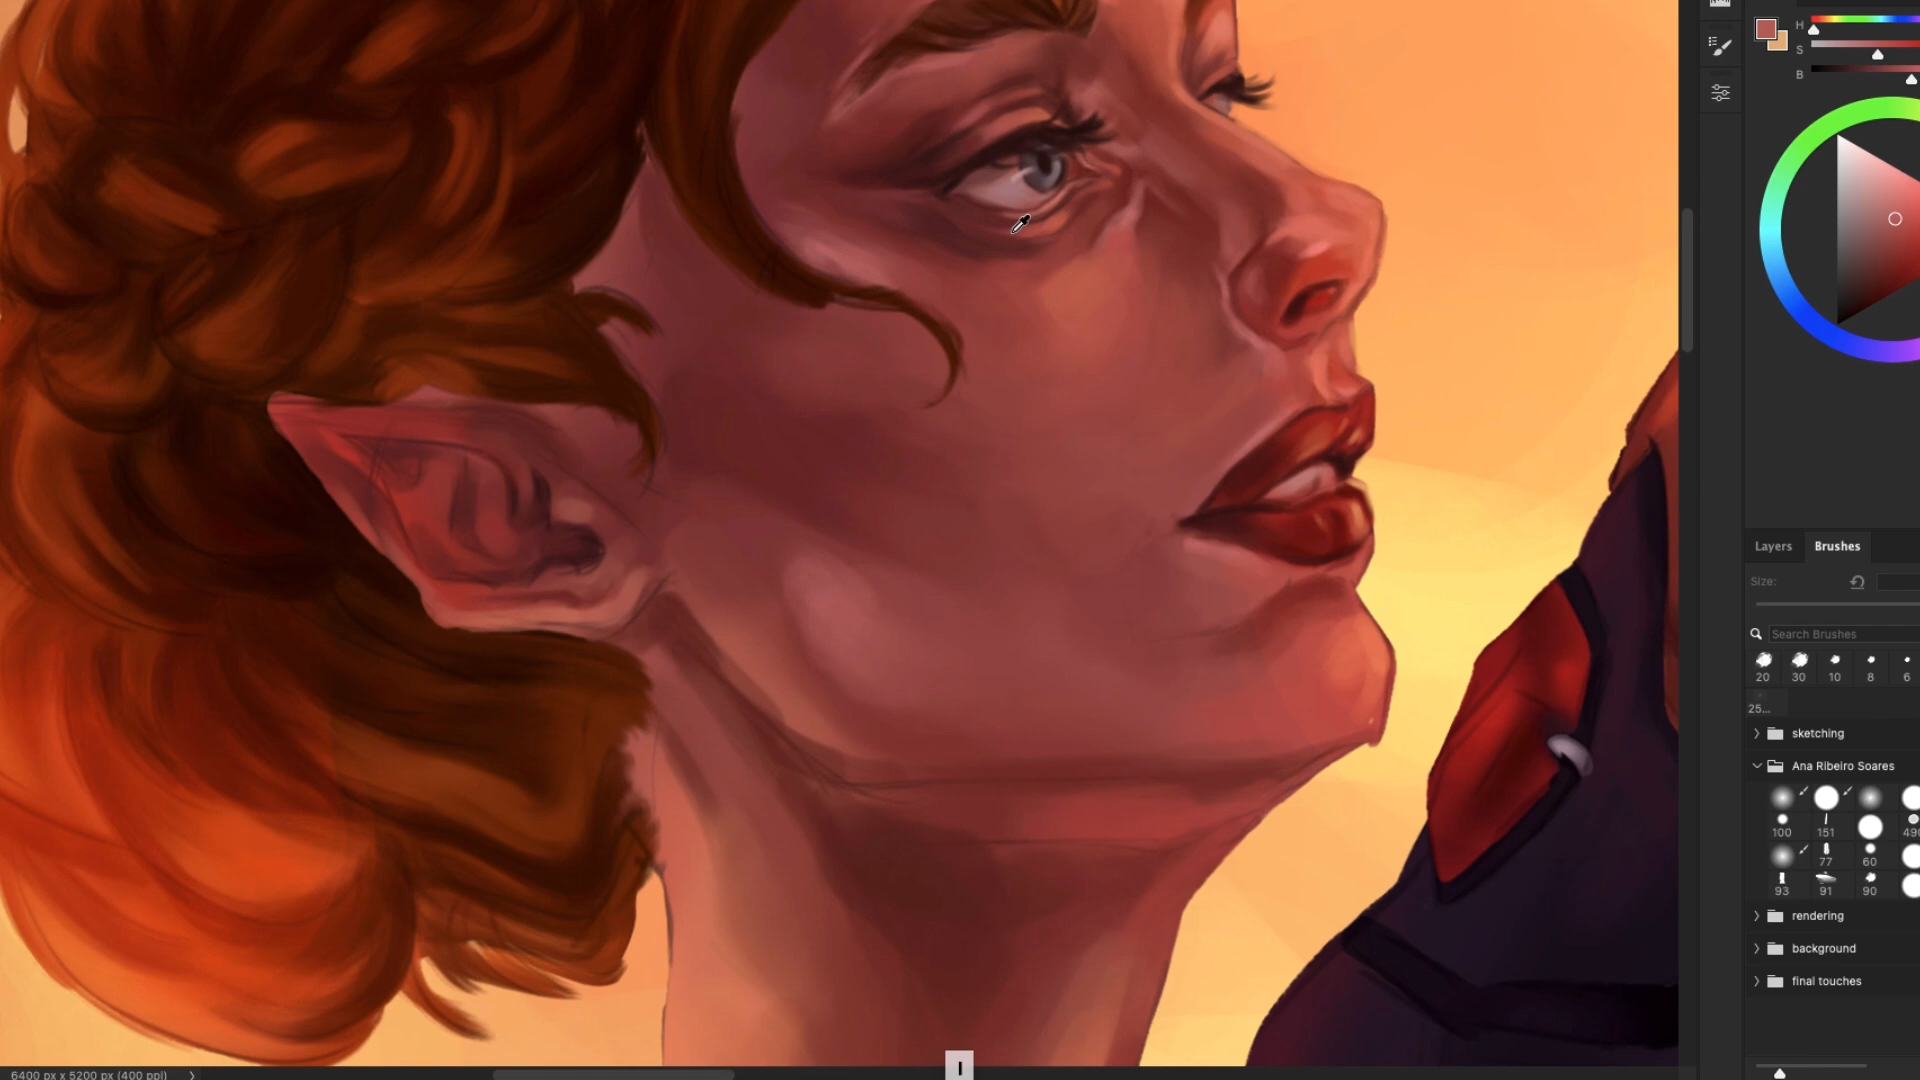 H
S
B
Layers Brushes
Size:
Search Brushes
20 30 10 8 6
25...
sketching
Ana Ribeiro Soares
100 151 490
77 60
93 91 90
rendering
background
final touches
6400 px x 5200 px (400 ppi)
I